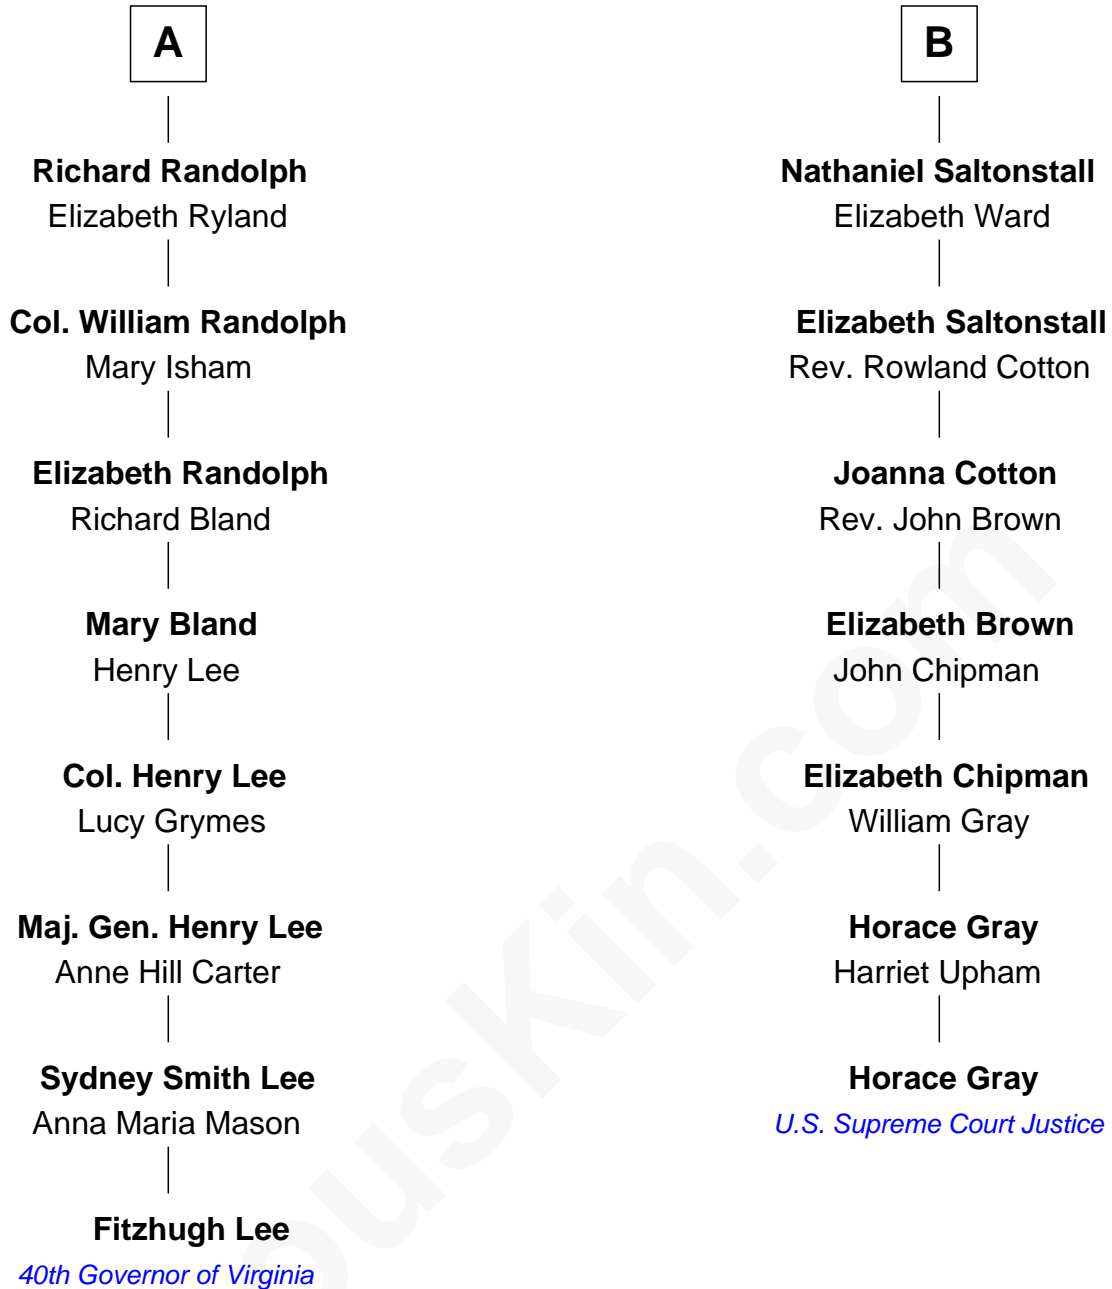 A
Richard Randolph
Elizabeth Ryland
Col. William Randolph
Mary Isham
Elizabeth Randolph
Richard Bland
Mary Bland
Henry Lee
Col. Henry Lee
Lucy Grymes
Maj. Gen. Henry Lee
Anne Hill Carter
Sydney Smith Lee
Anna Maria Mason
Fitzhugh Lee
40th Governor of Virginia
B
Nathaniel Saltonstall
Elizabeth Ward
Elizabeth Saltonstall
Rev. Rowland Cotton
Joanna Cotton
Rev. John Brown
Elizabeth Brown
John Chipman
Elizabeth Chipman
William Gray
Horace Gray
Harriet Upham
Horace Gray
U.S. Supreme Court Justice
ousKin.com